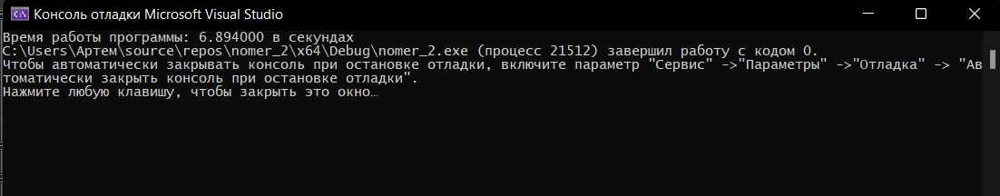 Консоль отладки Microsoft Visual Studio
Время работы программы: 6.894000 в секундах
C:\Users\Артем\source\repos\nomer_2\x64\Debug\nomer_2.exe (процесс 21512) завершил работу с кодом 0.
Чтобы автоматически закрывать консоль при остановке отладки, включите параметр "Сервис" ->"Параметры" ->"Отладка" -> "Ав
томатически закрыть консоль при остановке отладки".
Нажмите любую клавишу, чтобы закрыть это окно…